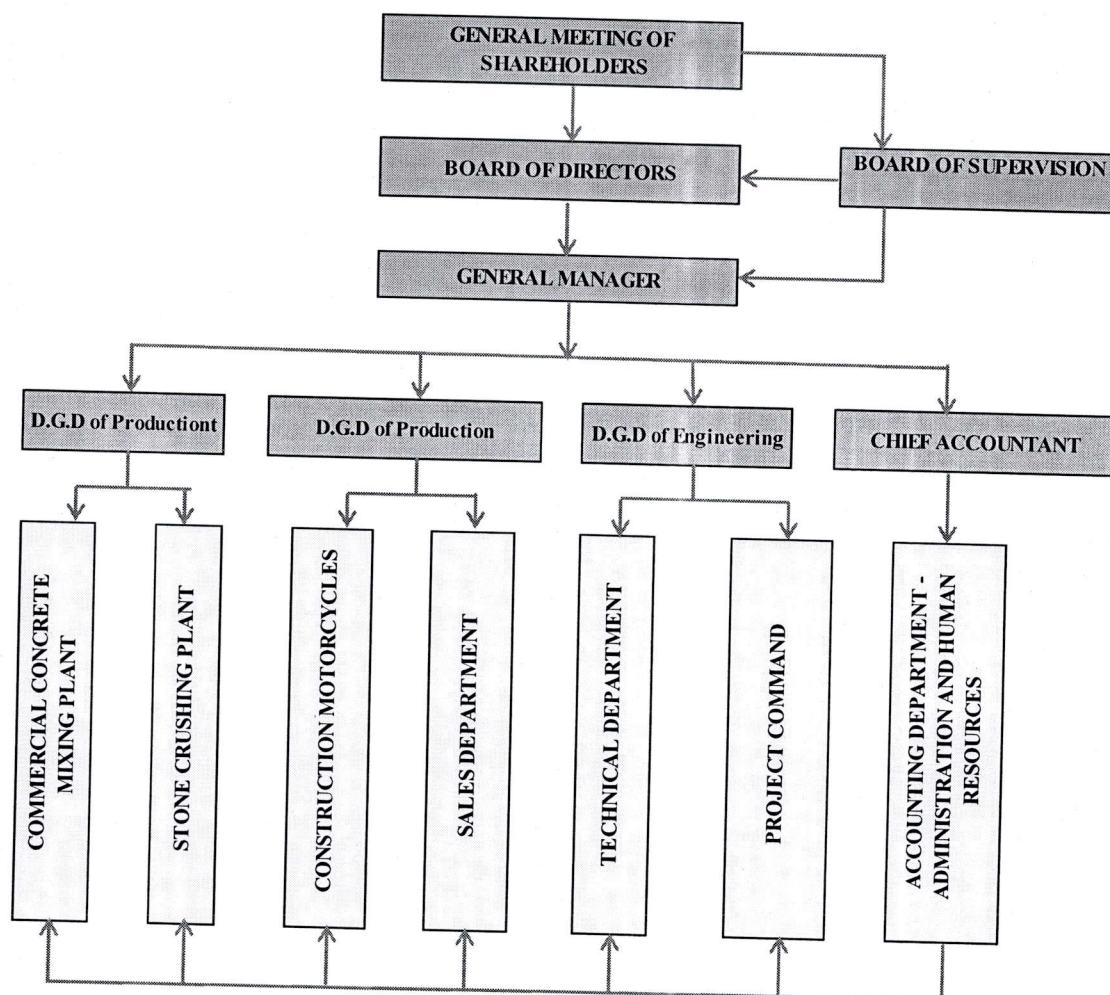 GENERAL MEETING OF
SHAREHOLDERS
BOARD OF DIRECTORS
BOARD OF SUPERVISION
GENERAL MANAGER
D.G.D of Productiont
D.G.D of Production
D.G.D of Engineering
CHIEF ACCOUNTANT
COMMERCIAL CONCRETE
MIXING PLANT
STONE CRUSHING PLANT
CONSTRUCTION MOTORCYCLES
SALES DEPARTMENT
TECHNICAL DEPARTMENT
PROJECT COMMAND
ACCOUNTING DEPARTMENT -
ADMINISTRATION AND HUMAN
RESOURCES